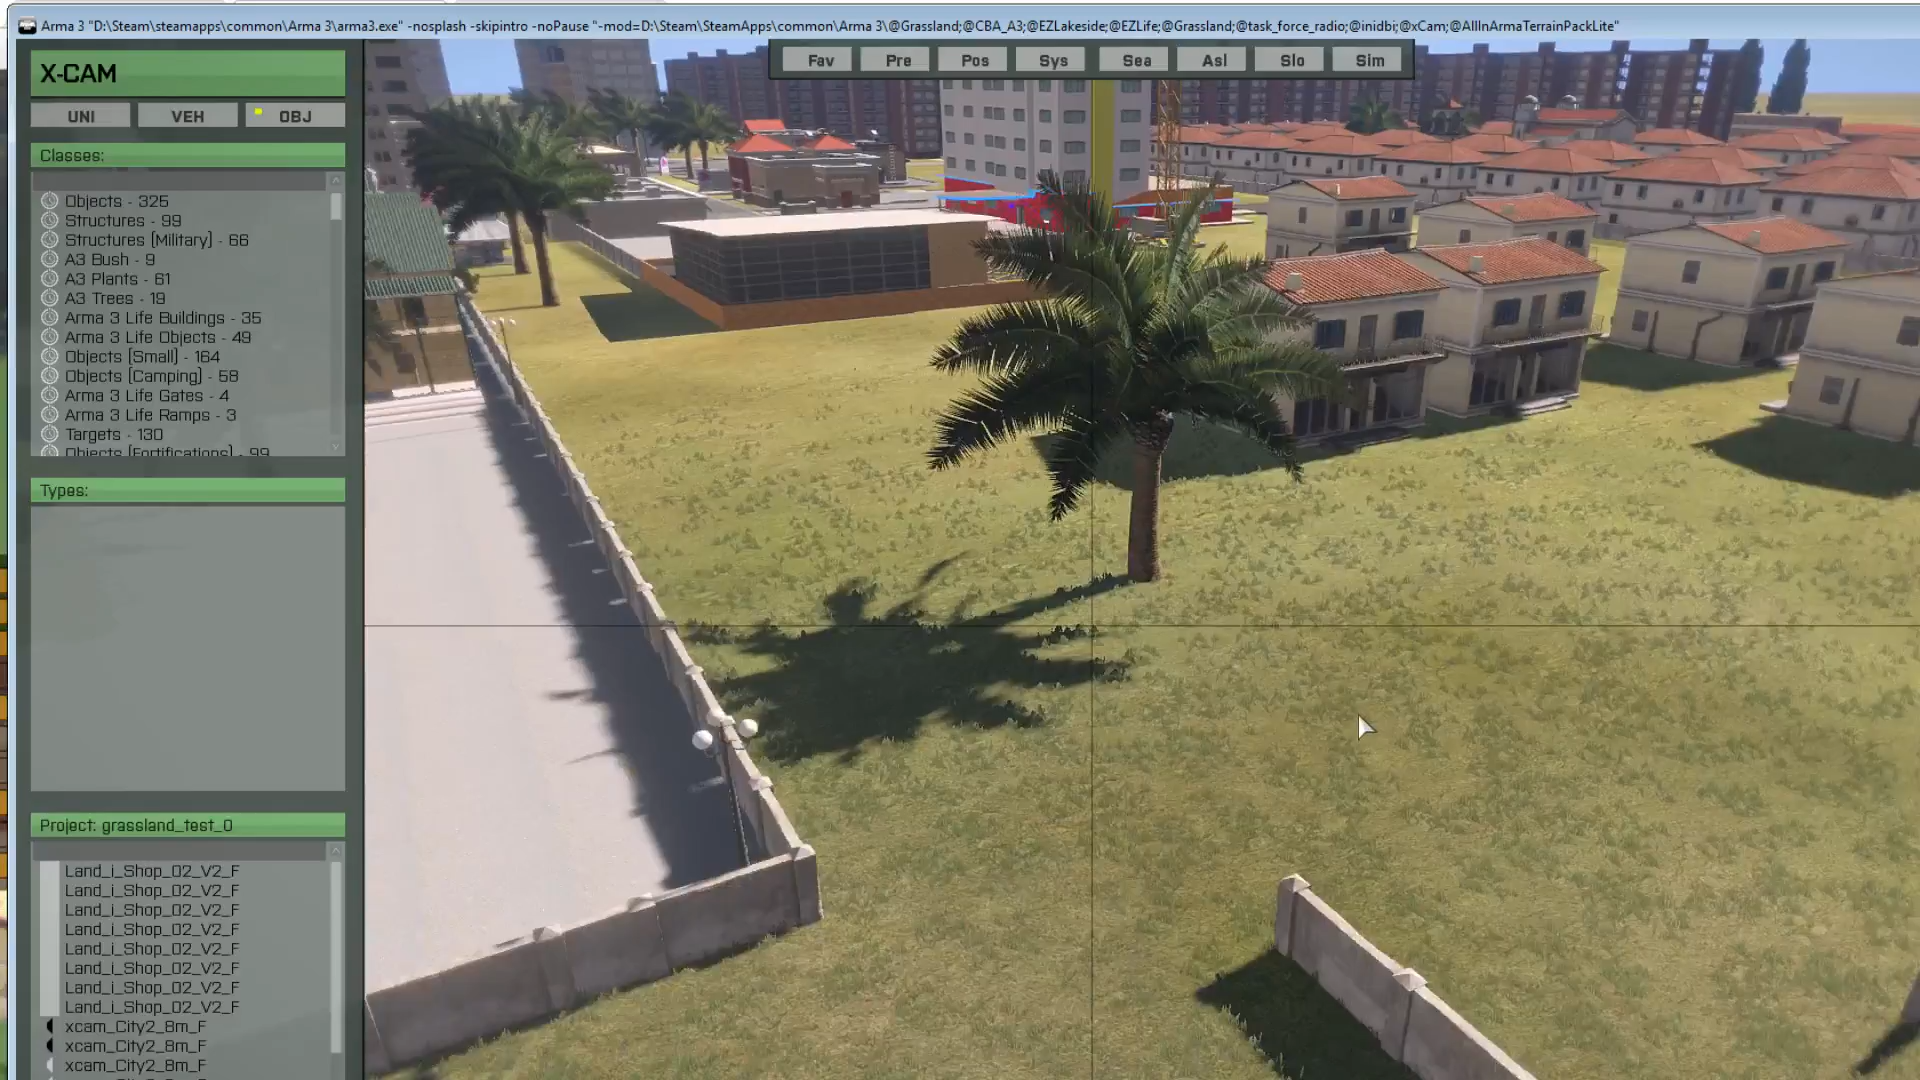 Arma 3 "D:\Steam\steamapps\common\Arma 3\arma3.exe" -nosplash -skipintro -noPause "-mod=D:\Steam\SteamApps\common\Arma 3\@Grassland;@CBA_A3;@EZLakeside;@EZLife;@Grassland;@task_force_radio;@inidbi;@xCam;@AllInArmaTerrainPackLite"
X-CAM
Fav Pre Pos Sys Sea Asl Slo Sim
UNI VEH OBJ
Classes:
Objects - 325
Structures - 99
Structures (Military) - 66
A3 Bush - 9
A3 Plants - 61
A3 Trees - 19
Arma 3 Life Buildings - 35
Arma 3 Life Objects - 49
Objects (Small) - 164
Objects (Camping) - 58
Arma 3 Life Gates - 4
Arma 3 Life Ramps - 3
Targets - 130
Objects (Fortifications) - 99
Types:
Project: grassland_test_0
Land_i_Shop_02_V2_F
Land_i_Shop_02_V2_F
Land_i_Shop_02_V2_F
Land_i_Shop_02_V2_F
Land_i_Shop_02_V2_F
Land_i_Shop_02_V2_F
Land_i_Shop_02_V2_F
Land_i_Shop_02_V2_F
xcam_City2_8m_F
xcam_City2_8m_F
xcam_City2_8m_F